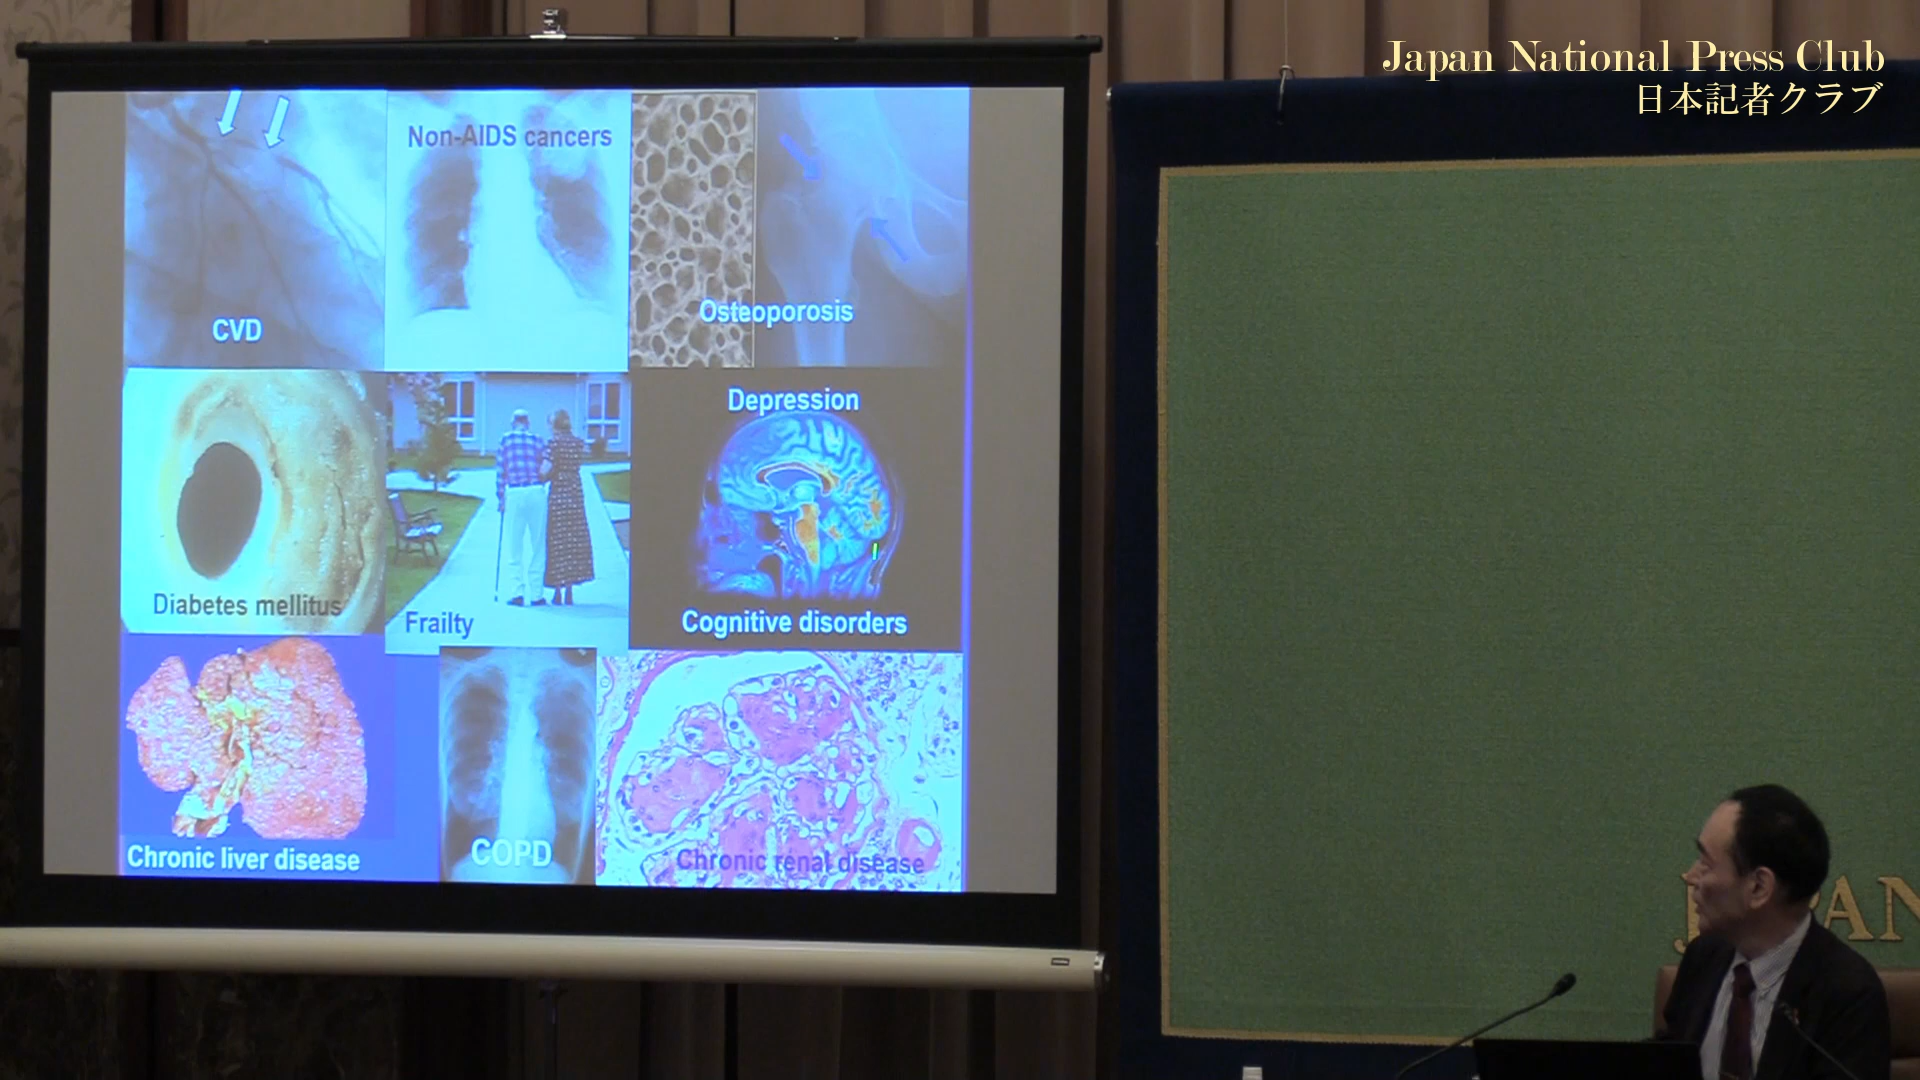 Japan National Press Club
日本記者クラブ
Non-AIDS cancers
CVD
Osteoporosis
Depression
Diabetes mellitus
Frailty
Cognitive disorders
Chronic liver disease
COPD
Chronic renal disease
JAPAN